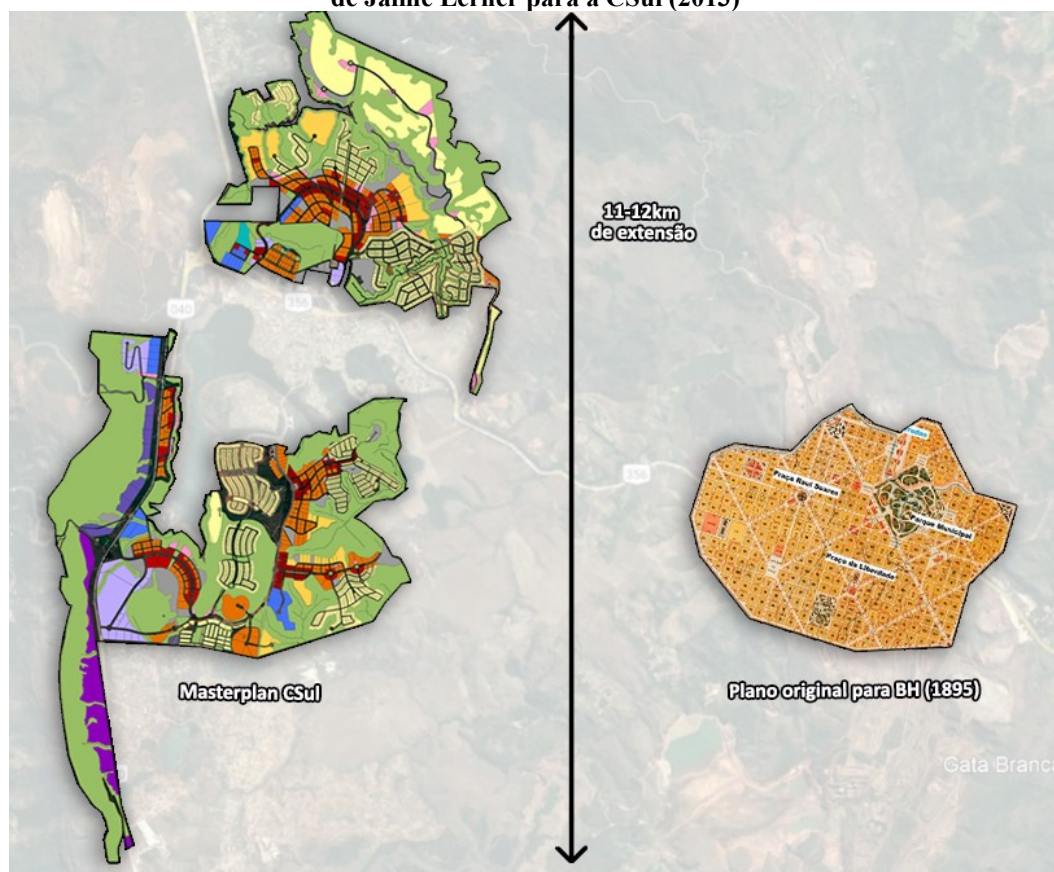 de Jaime Lerner para a CSul (2015)
11-12km
de extensão
040
356
356
Praça Raul Soares
Parque Municipal
Praça da Liberdade
Masterplan CSul
Plano original para BH (1895)
Gata Branca